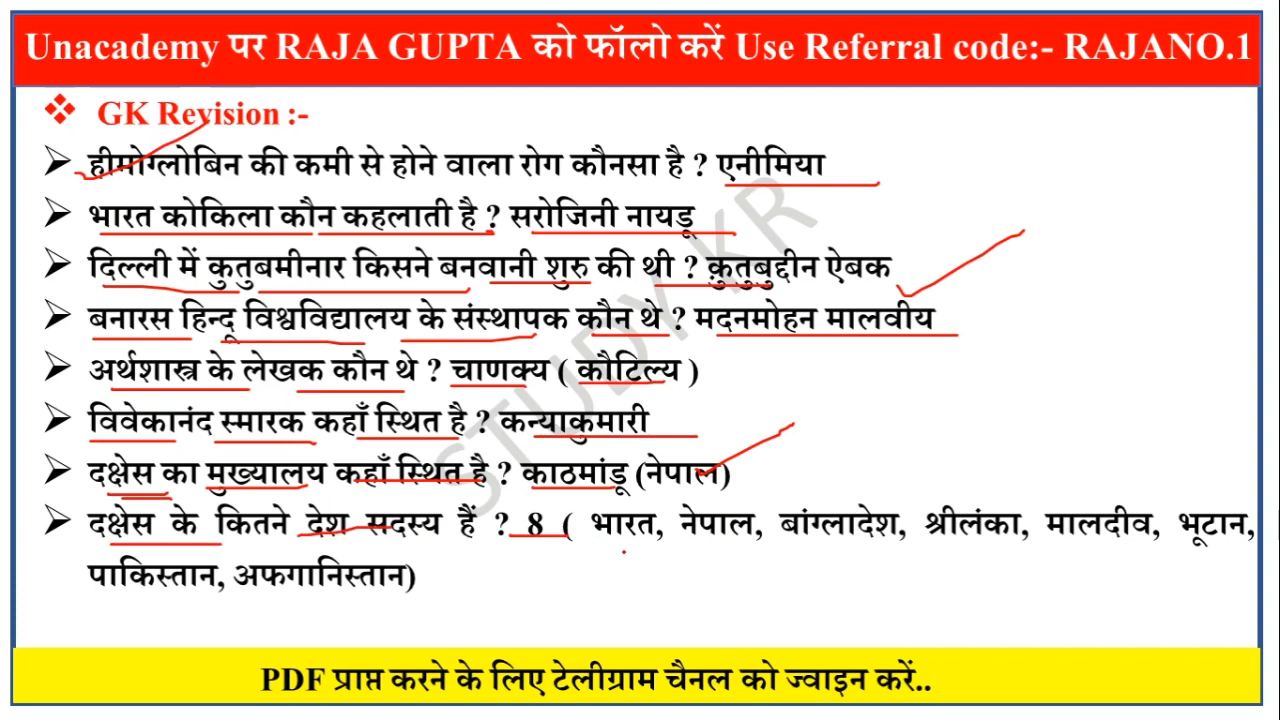 Unacademy पर RAJA GUPTA को फॉलो करें Use Referral code:- RAJANO.1
GK Revision :-
हीमोग्लोबिन की कमी से होने वाला रोग कौनसा है ? एनीमिया
भारत कोकिला कौन कहलाती है ? सरोजिनी नायडू
दिल्ली में कुतुबमीनार किसने बनवानी शुरु की थी ? क़ुतुबुद्दीन ऐबक
बनारस हिन्दू विश्वविद्यालय के संस्थापक कौन थे ? मदनमोहन मालवीय
अर्थशास्त्र के लेखक कौन थे ? चाणक्य ( कौटिल्य )
विवेकानंद स्मारक कहाँ स्थित है ? कन्याकुमारी
दक्षेस का मुख्यालय कहाँ स्थित है ? काठमांडू (नेपाल)
दक्षेस के कितने देश सदस्य हैं ? 8 ( भारत, नेपाल, बांग्लादेश, श्रीलंका, मालदीव, भूटान,
पाकिस्तान, अफगानिस्तान)
STUDY KR
PDF प्राप्त करने के लिए टेलीग्राम चैनल को ज्वाइन करें..